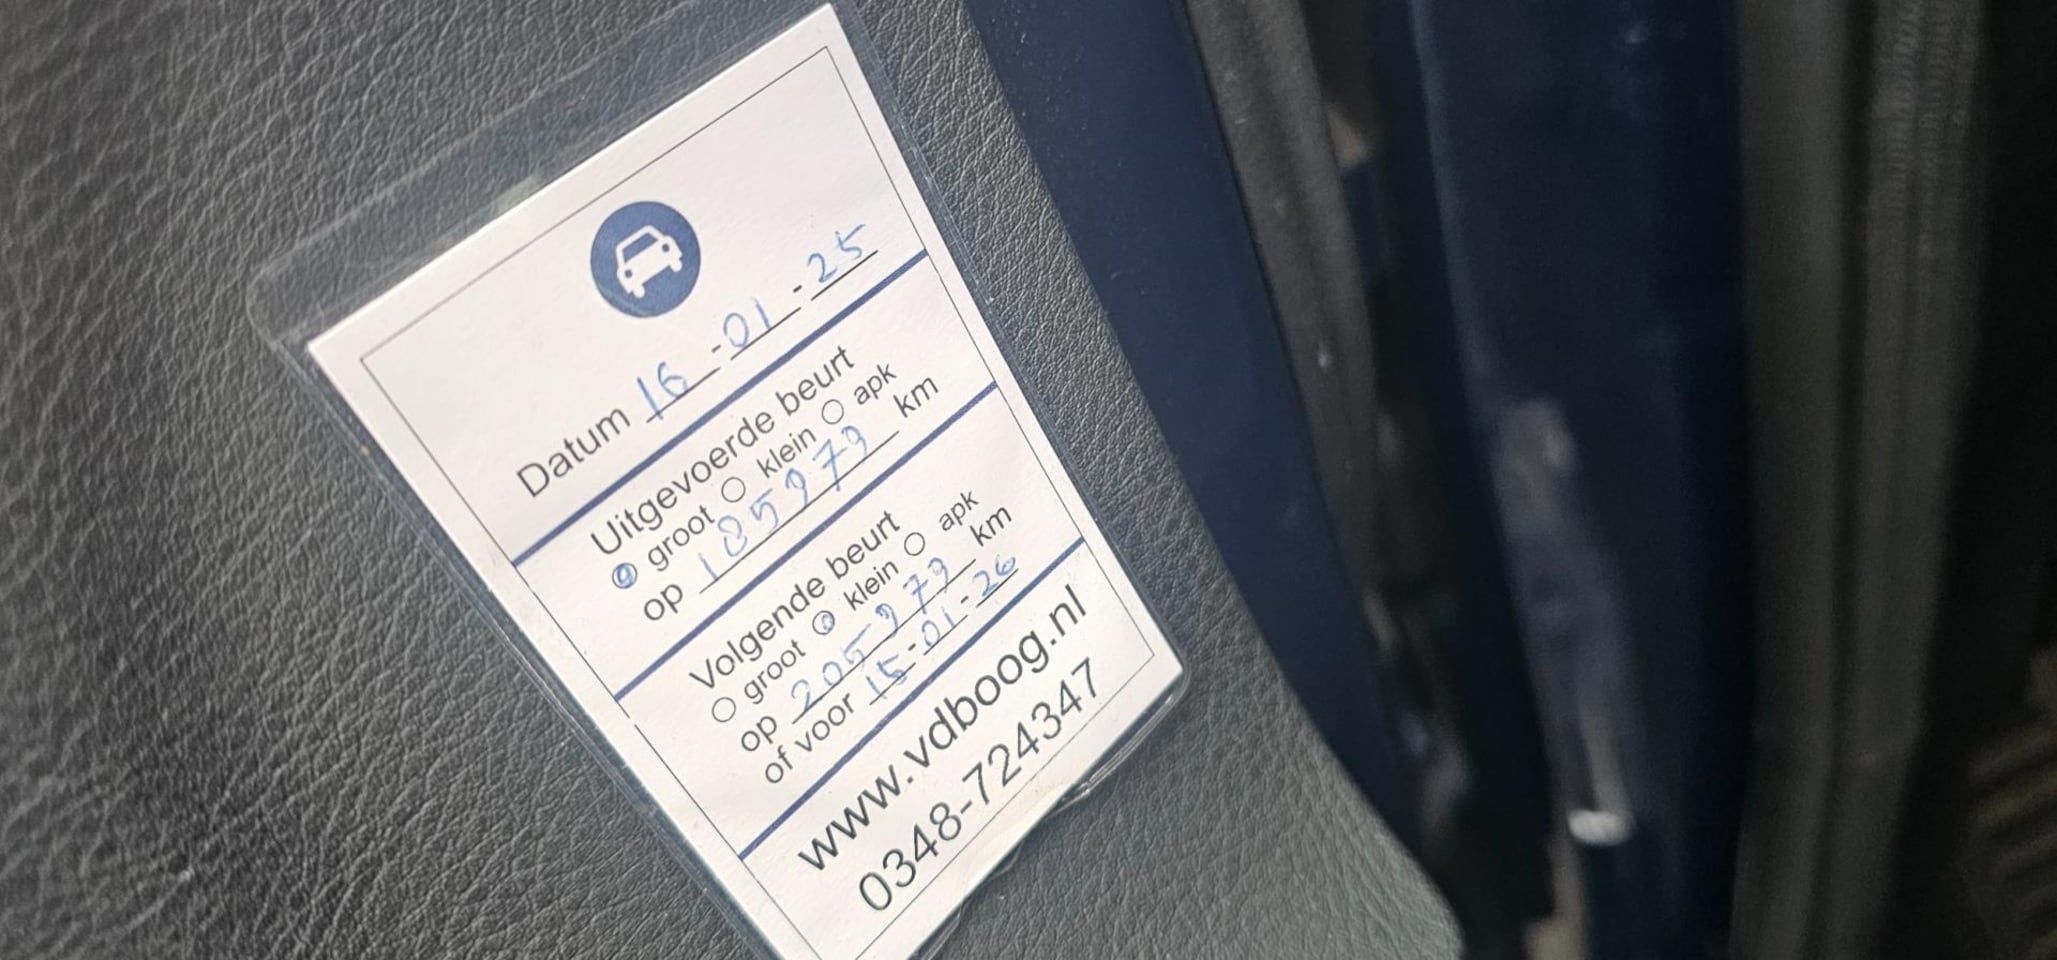 Datum 16-01-25
Uitgevoerde beurt
groot klein apk
op 185979 km
Volgende beurt
groot klein apk
op 205979 km
of voor 15-01-26
www.vdboog.nl
0348-724347